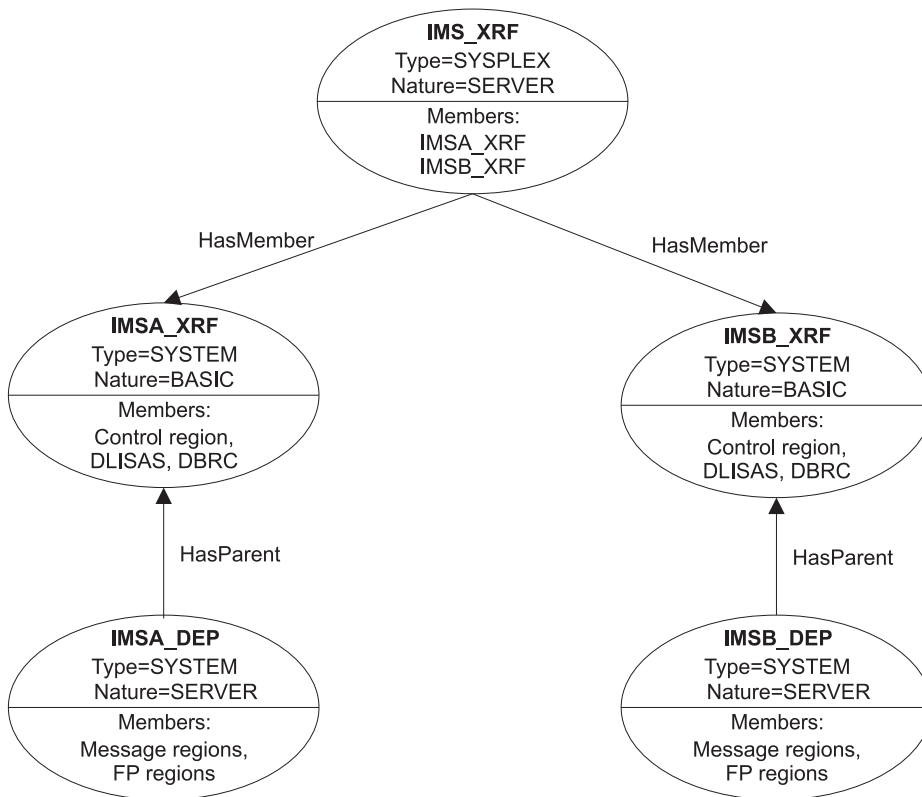 IMS_XRF
Type=SYSPLEX
Nature=SERVER
Members:
IMSA_XRF
IMSB_XRF
HasMember
HasMember
IMSA_XRF
Type=SYSTEM
Nature=BASIC
Members:
Control region,
DLISAS, DBRC
IMSB_XRF
Type=SYSTEM
Nature=BASIC
Members:
Control region,
DLISAS, DBRC
HasParent
HasParent
IMSA_DEP
Type=SYSTEM
Nature=SERVER
Members:
Message regions,
FP regions
IMSB_DEP
Type=SYSTEM
Nature=SERVER
Members:
Message regions,
FP regions